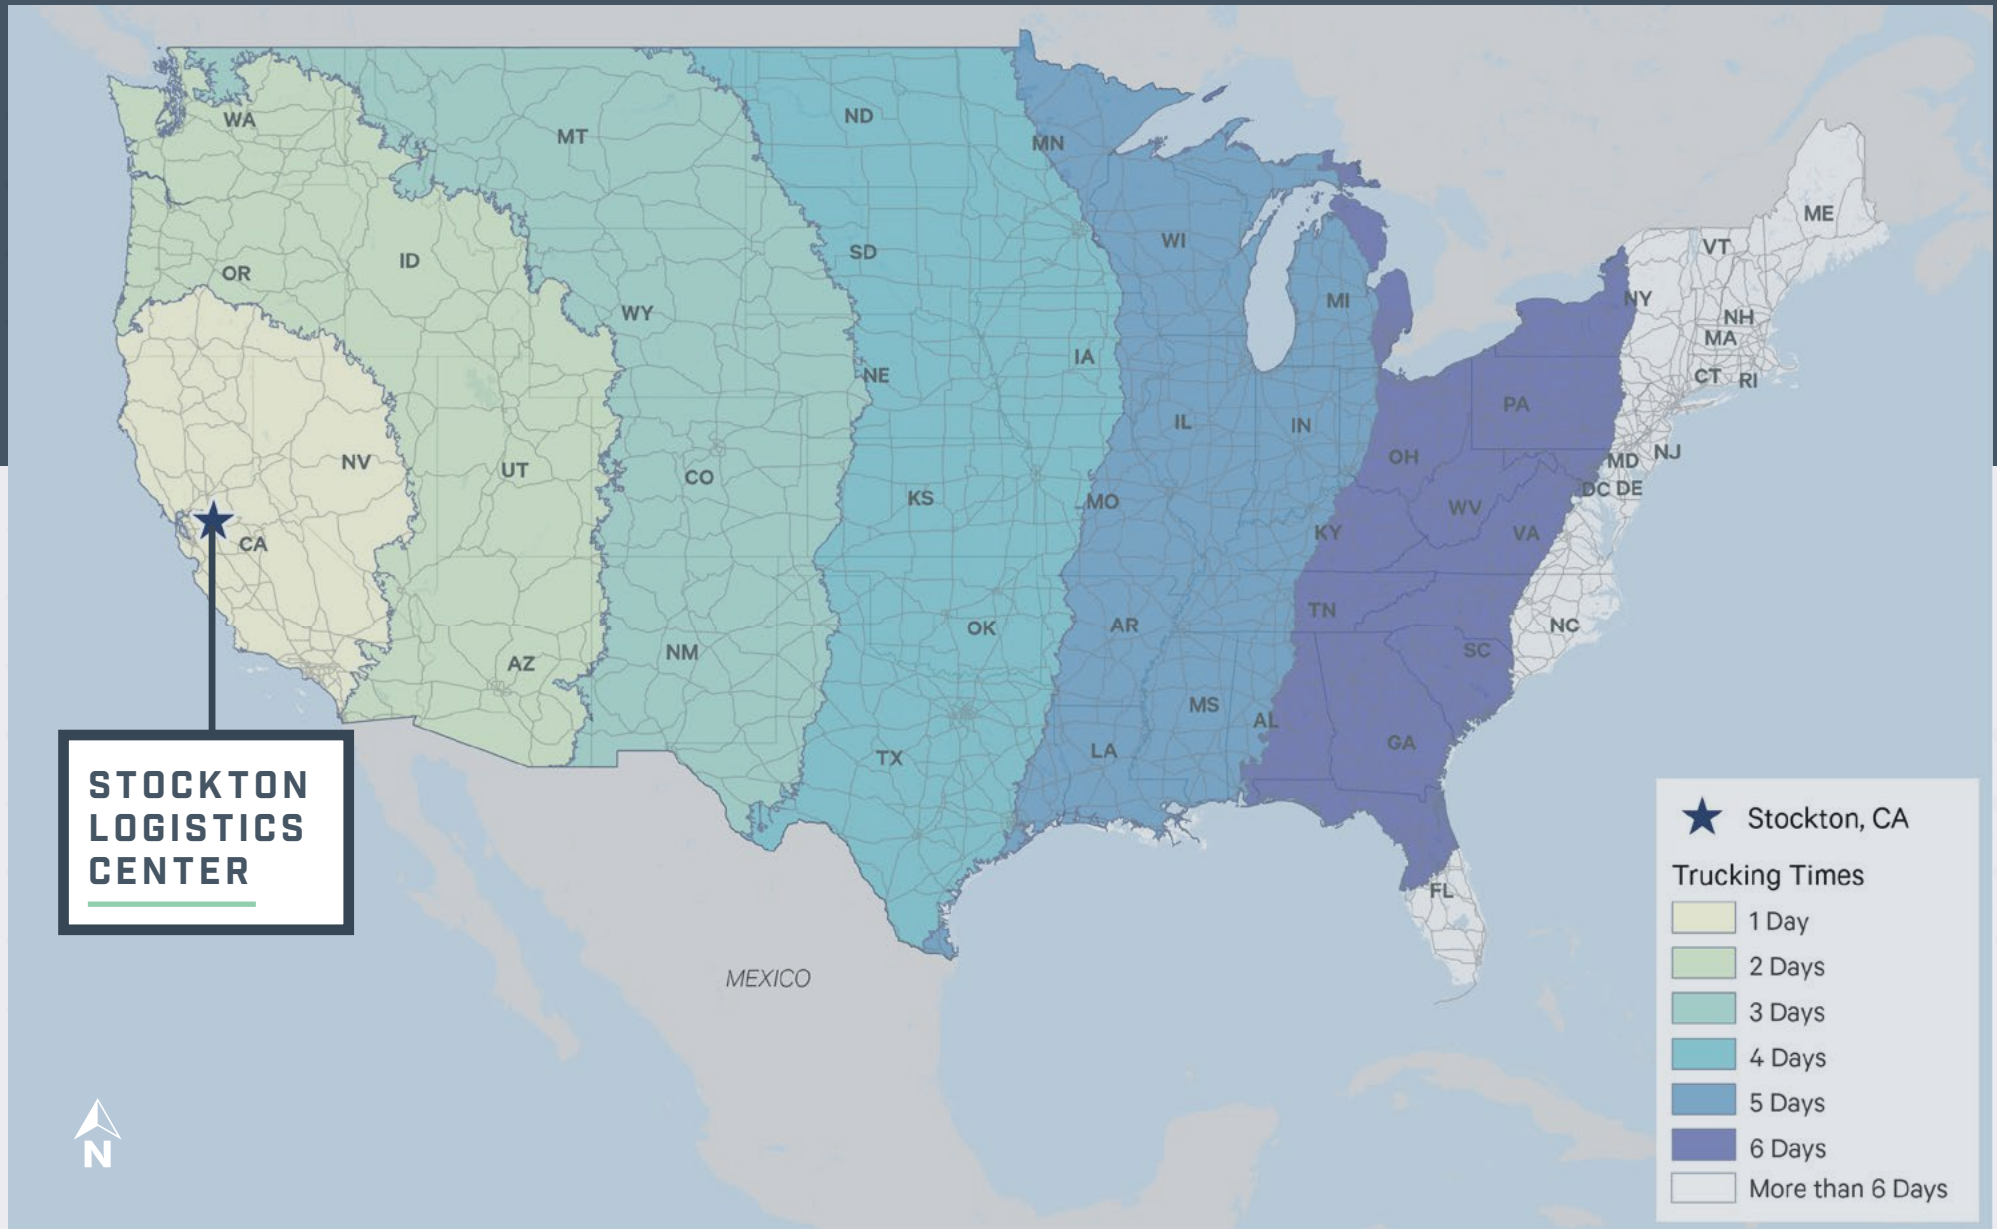 WA
MT
ND
MN
ME
VT
WI
OR
ID
SD
MI
NY
WY
NH
MA
IA
NE
CT
RI
PA
IL
IN
NV
UT
CO
OH
NJ
MD
KS
MO
DC
DE
WV
KY
VA
CA
TN
AR
OK
NC
NM
SC
AZ
MS
AL
GA
TX
LA
STOCKTON
LOGISTICS
CENTER
FL
MEXICO
N
Stockton, CA
Trucking Times
1 Day
2 Days
3 Days
4 Days
5 Days
6 Days
More than 6 Days